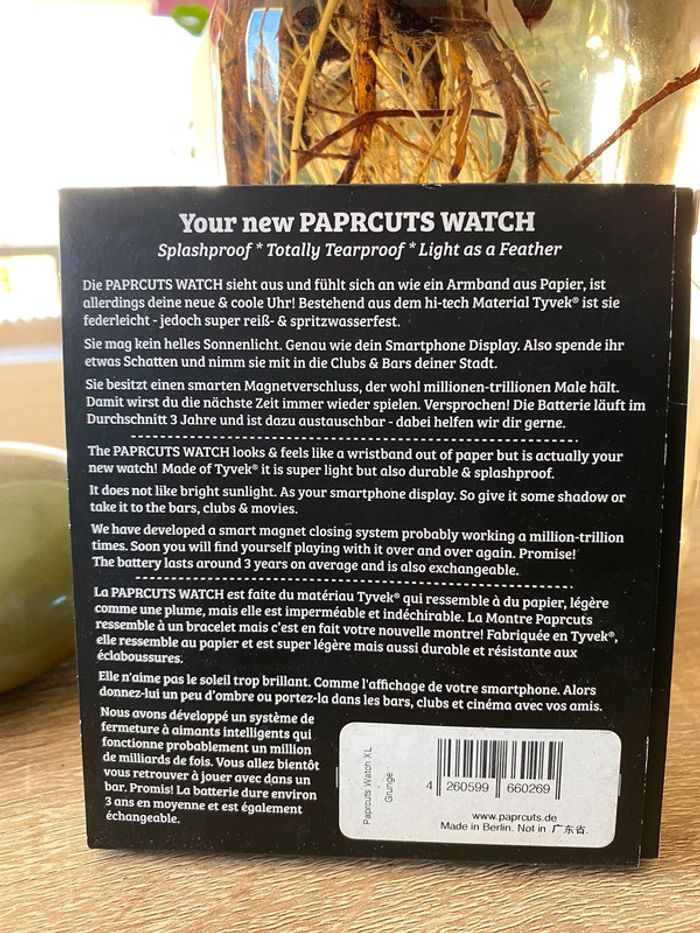 Your new PAPRCUTS WATCH
Splashproof * Totally Tearproof * Light as a Feather
Die PAPRCUTS WATCH sieht aus und fühlt sich an wie ein Armband aus Papier, ist
allerdings deine neue & coole Uhr! Bestehend aus dem hi-tech Material Tyvek® ist sie
federleicht - jedoch super reiß- & spritzwasserfest.
Sie mag kein helles Sonnenlicht. Genau wie dein Smartphone Display. Also spende ihr
etwas Schatten und nimm sie mit in die Clubs & Bars deiner Stadt.
Sie besitzt einen smarten Magnetverschluss, der wohl millionen-trillionen Male hält.
Damit wirst du die nächste Zeit immer wieder spielen. Versprochen! Die Batterie läuft im
Durchschnitt 3 Jahre und ist dazu austauschbar - dabei helfen wir dir gerne.
The PAPRCUTS WATCH looks & feels like a wristband out of paper but is actually your
new watch! Made of Tyvek® it is super light but also durable & splashproof.
It does not like bright sunlight. As your smartphone display. So give it some shadow or
take it to the bars, clubs & movies.
We have developed a smart magnet closing system probably working a million-trillion
times. Soon you will find yourself playing with it over and over again. Promise!
The battery lasts around 3 years on average and is also exchangeable.
La PAPRCUTS WATCH est faite du matériau Tyvek® qui ressemble à du papier, légère
comme une plume, mais elle est imperméable et indéchirable. La Montre Paprcuts
ressemble à un bracelet mais c'est en fait votre nouvelle montre! Fabriquée en Tyvek®,
elle ressemble au papier et est super légère mais aussi durable et résistante aux
éclaboussures.
Elle n'aime pas le soleil trop brillant. Comme l'affichage de votre smartphone. Alors
donnez-lui un peu d'ombre ou portez-la dans les bars, clubs et cinéma avec vos amis.
Nous avons développé un système de
fermeture à aimants intelligents qui
fonctionne probablement un million
de milliards de fois. Vous allez bientôt
vous retrouver à jouer avec dans un
bar. Promis! La batterie dure environ
3 ans en moyenne et est également
échangeable.
Paprcuts Watch XL
-
Grunge
4 260599 660269
www.paprcuts.de
Made in Berlin. Not in 广东省.